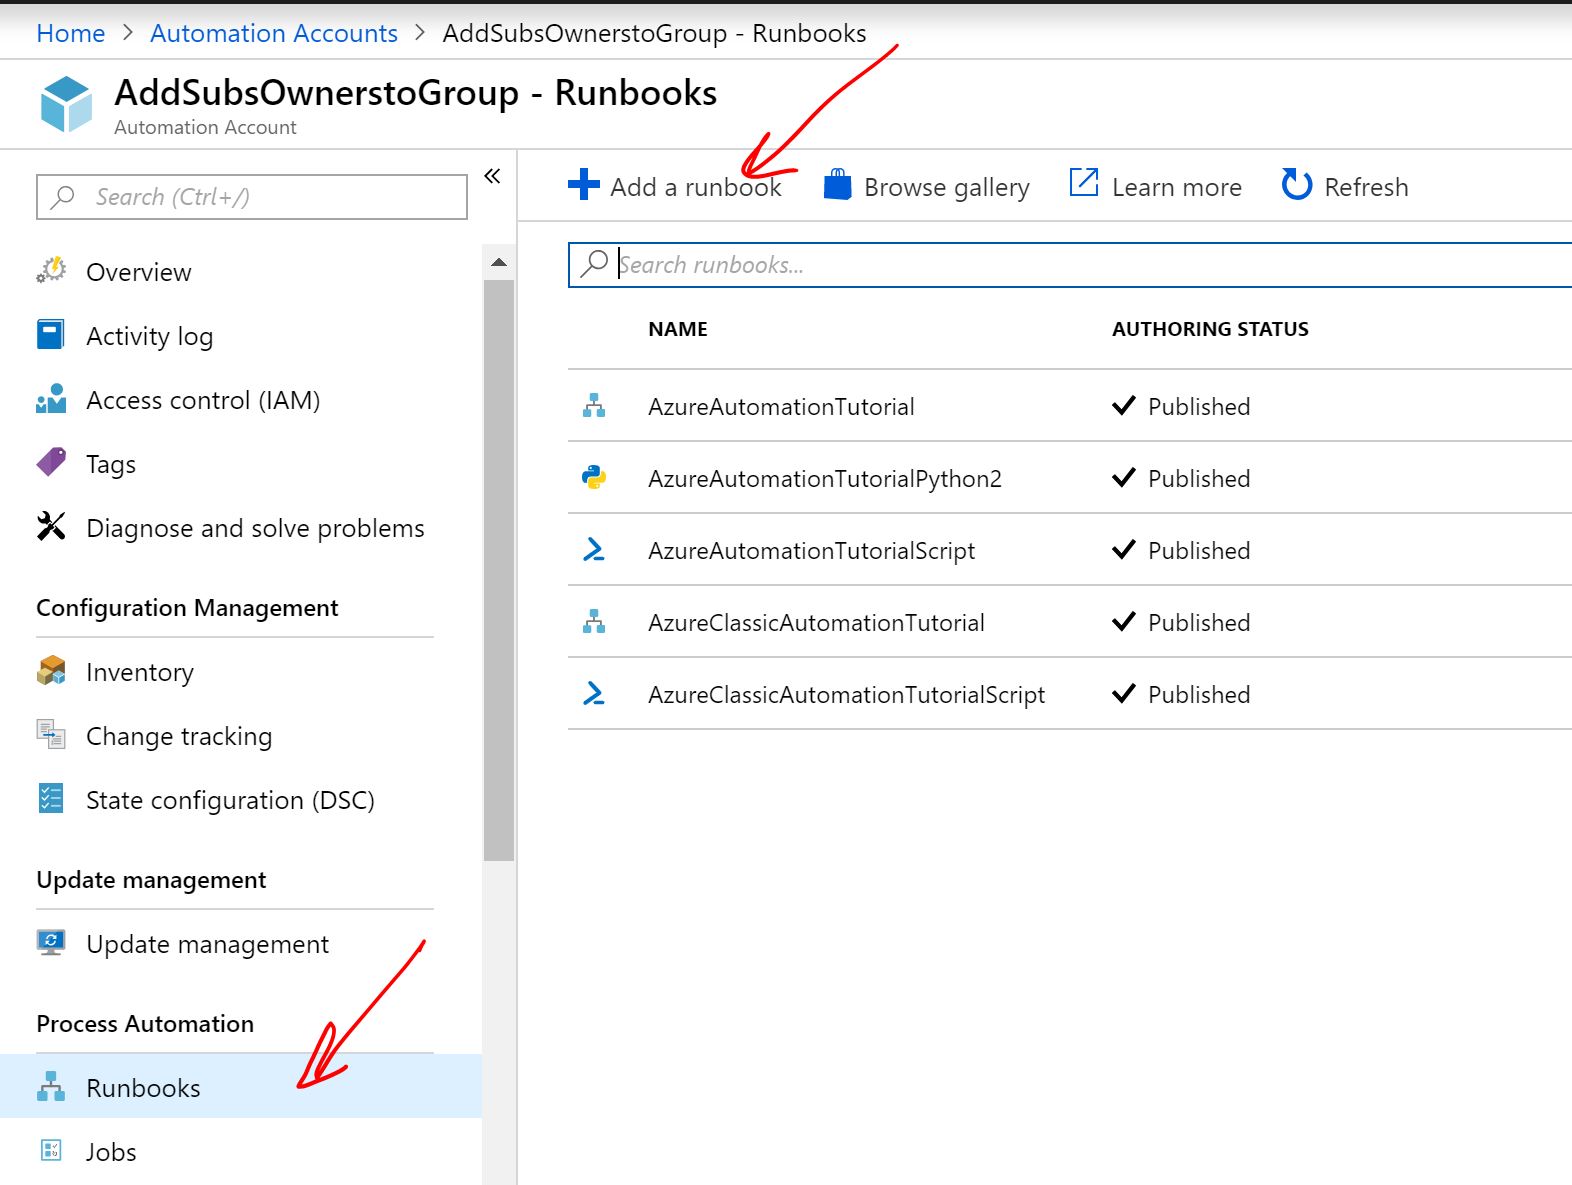 Home > Automation Accounts > AddSubsOwnerstoGroup - Runbooks
AddSubsOwnerstoGroup - Runbooks
Automation Account
Search (Ctrl+/)
«
Overview
Activity log
Access control (IAM)
Tags
Diagnose and solve problems
Configuration Management
Inventory
Change tracking
State configuration (DSC)
Update management
Update management
Process Automation
Runbooks
Jobs
Add a runbook Browse gallery Learn more Refresh
Search runbooks...
NAME AUTHORING STATUS
AzureAutomationTutorial Published
AzureAutomationTutorialPython2 Published
AzureAutomationTutorialScript Published
AzureClassicAutomationTutorial Published
AzureClassicAutomationTutorialScript Published